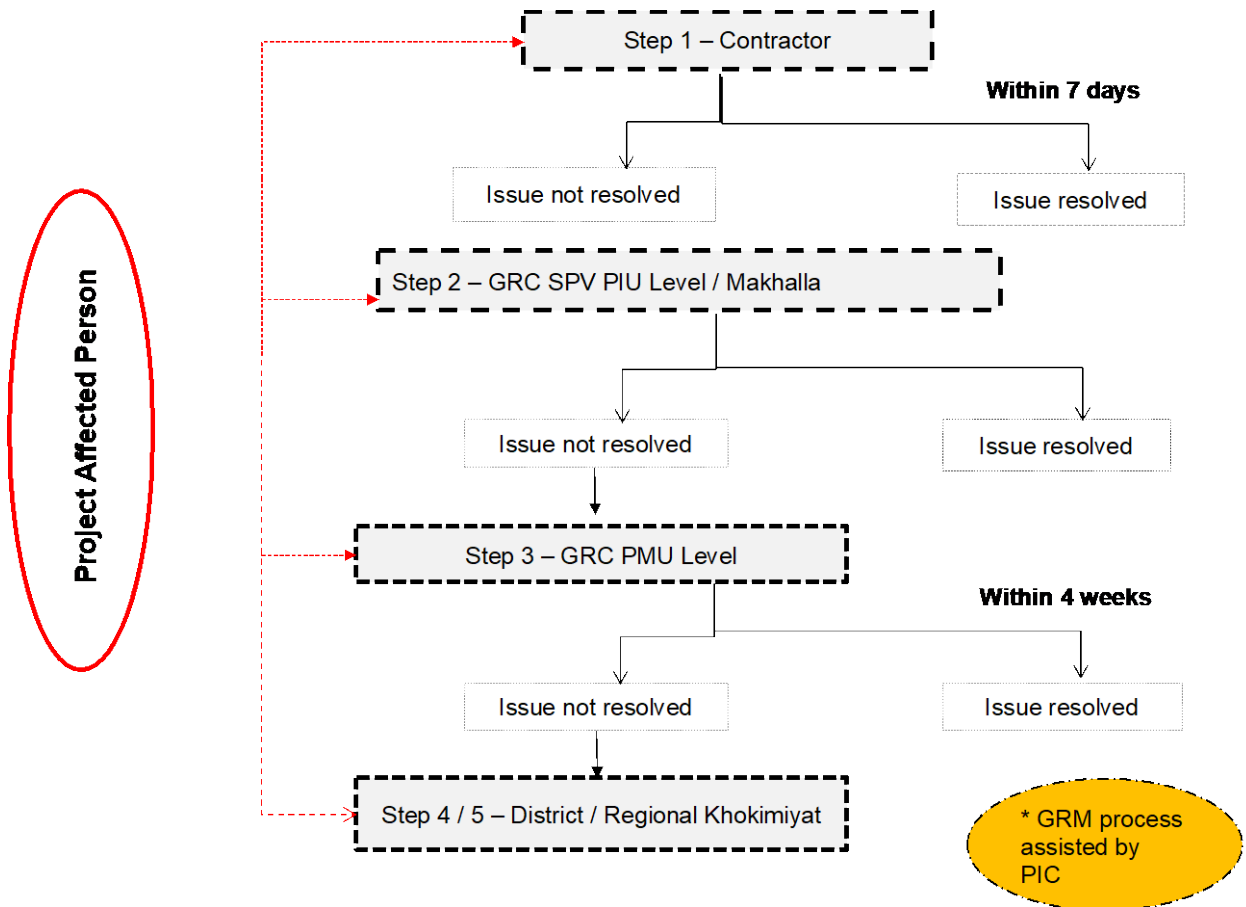 Step 1 – Contractor
Within 7 days
Issue not resolved
Issue resolved
Step 2 – GRC SPV PIU Level / Makhalla
Project Affected Person
Issue not resolved
Issue resolved
Step 3 – GRC PMU Level
Within 4 weeks
Issue not resolved
Issue resolved
Step 4 / 5 – District / Regional Khokimiyat
* GRM process
assisted by
PIC